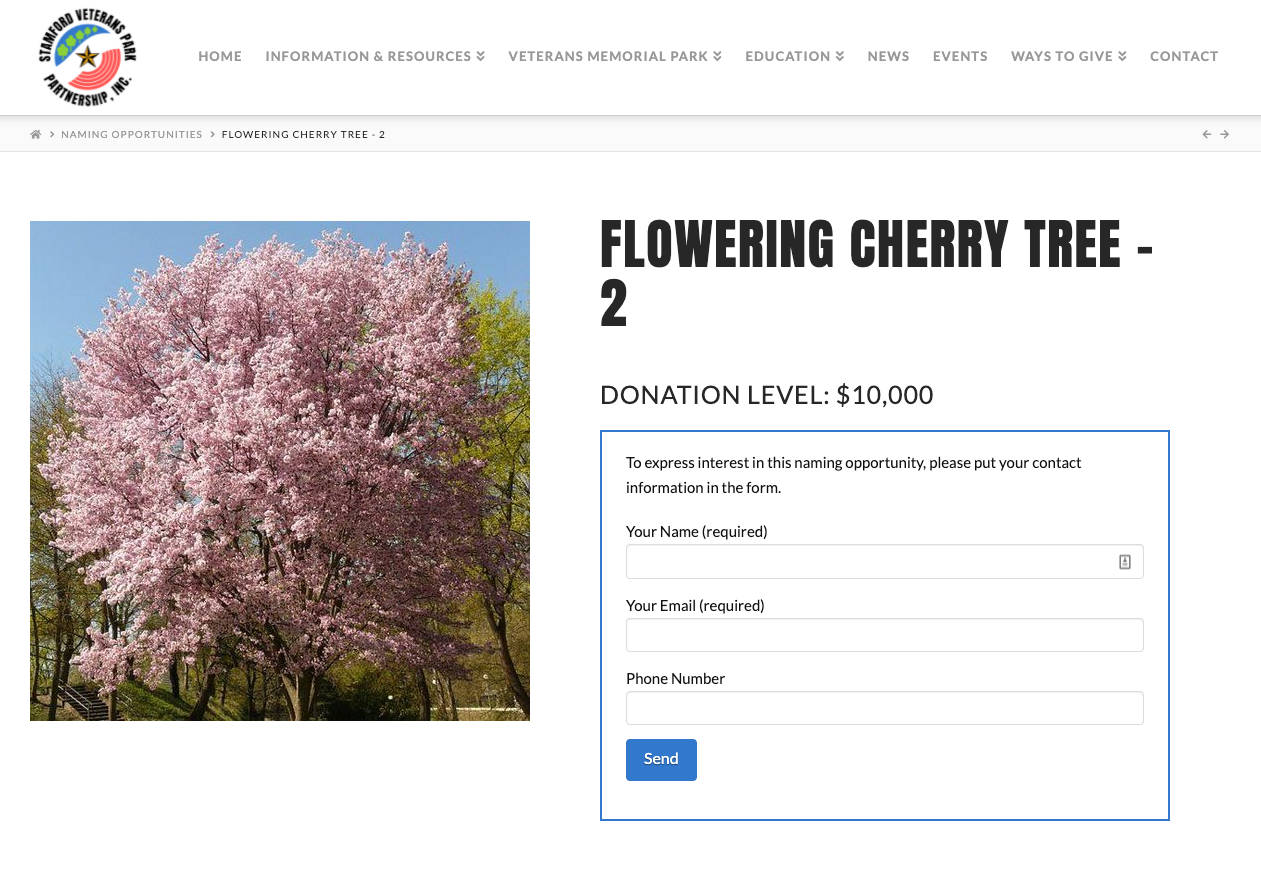 STAMFORD VETERANS PARK
PARTNERSHIP, INC.
HOME INFORMATION & RESOURCES VETERANS MEMORIAL PARK EDUCATION NEWS EVENTS WAYS TO GIVE CONTACT
NAMING OPPORTUNITIES FLOWERING CHERRY TREE - 2
FLOWERING CHERRY TREE -
2
DONATION LEVEL: $10,000
To express interest in this naming opportunity, please put your contact
information in the form.
Your Name (required)
Your Email (required)
Phone Number
Send